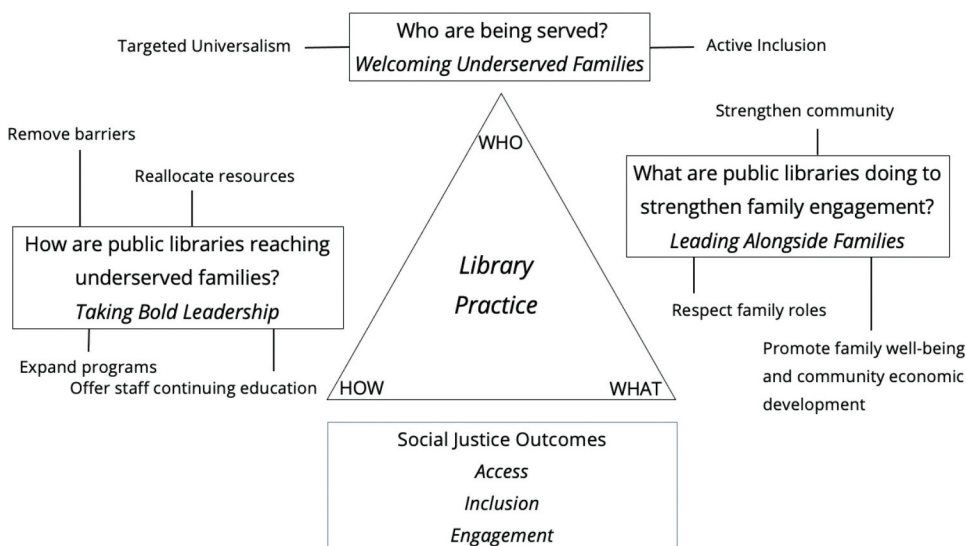 Who are being served?
Welcoming Underserved Families
Targeted Universalism
Active Inclusion
Remove barriers
Reallocate resources
How are public libraries reaching
underserved families?
Taking Bold Leadership
Expand programs
Offer staff continuing education
WHO
Library
Practice
HOW
WHAT
Strengthen community
What are public libraries doing to
strengthen family engagement?
Leading Alongside Families
Respect family roles
Promote family well-being
and community economic
development
Social Justice Outcomes
Access
Inclusion
Engagement